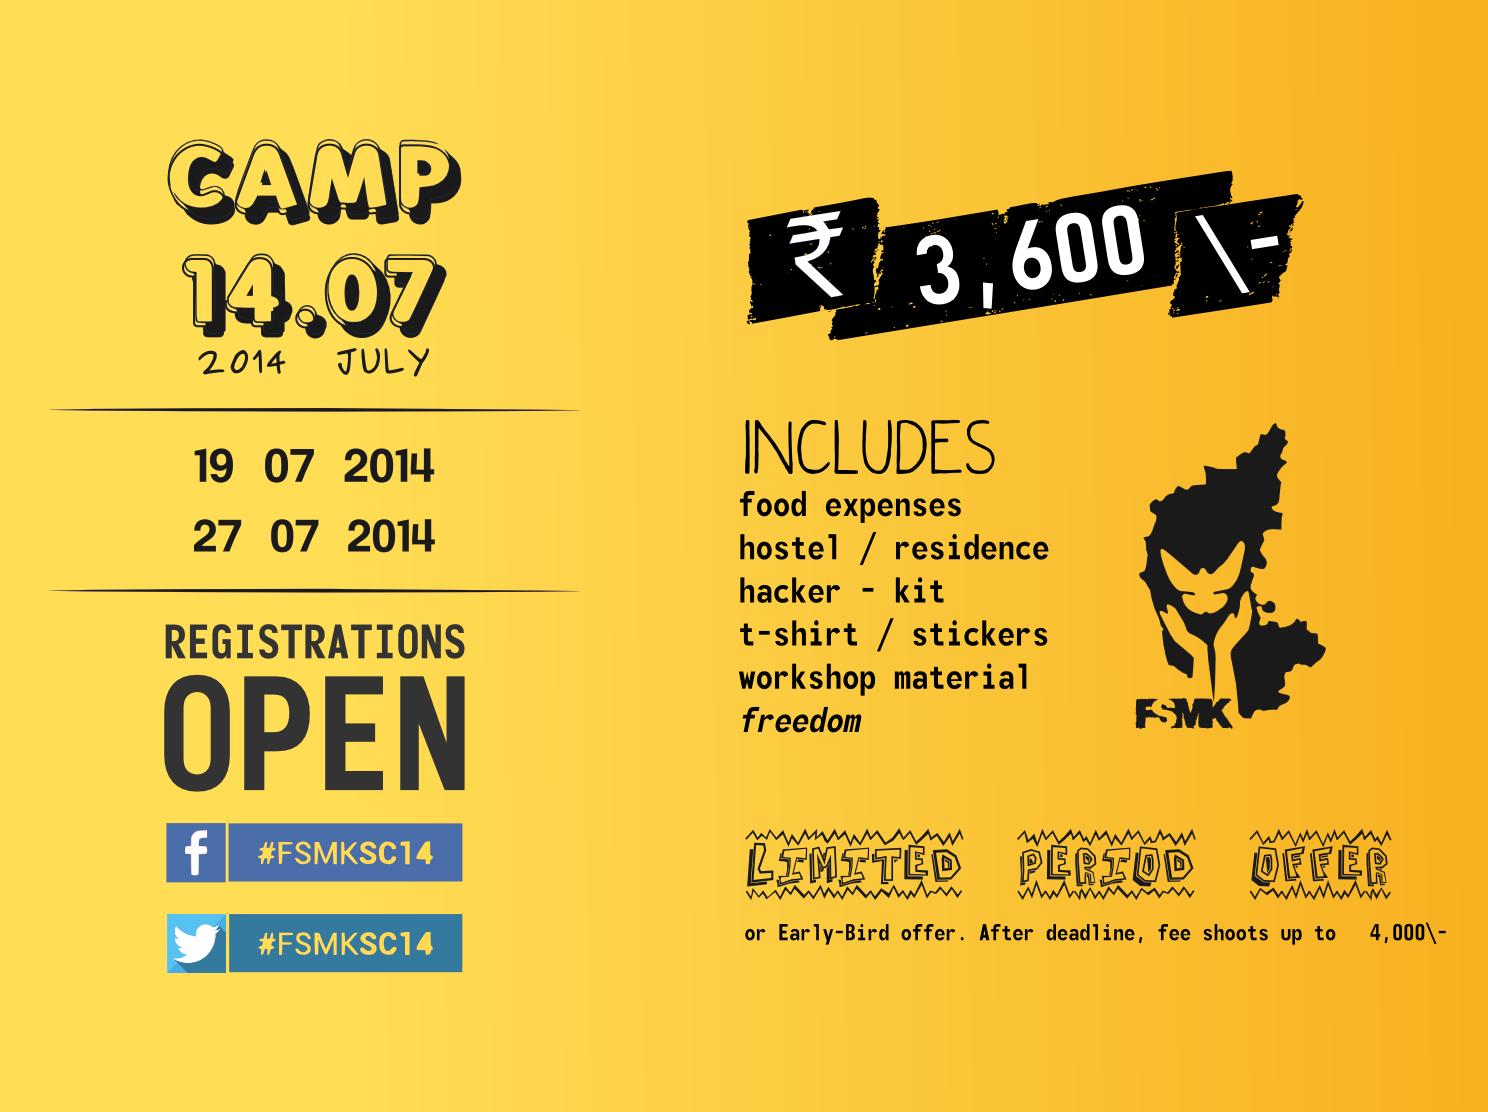 CAMP
14.07
2014 JULY
19 07 2014
27 07 2014
REGISTRATIONS
OPEN
f #FSMKSC14
#FSMKSC14
₹ 3,600 \-
INCLUDES
food expenses
hostel / residence
hacker - kit
t-shirt / stickers
workshop material
freedom
FSMK
LIMITED PERIOD OFFER
or Early-Bird offer. After deadline, fee shoots up to 4,000\-